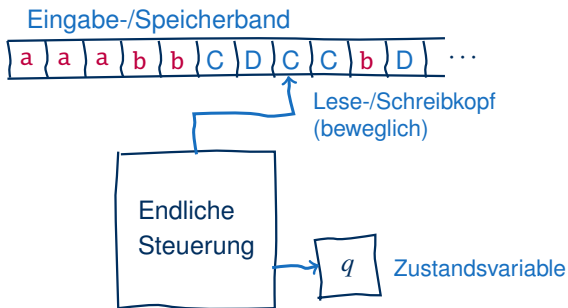 Eingabe-/Speicherband
a a a b b C D C C b D ···
Lese-/Schreibkopf
(beweglich)
Endliche
Steuerung
q
Zustandsvariable